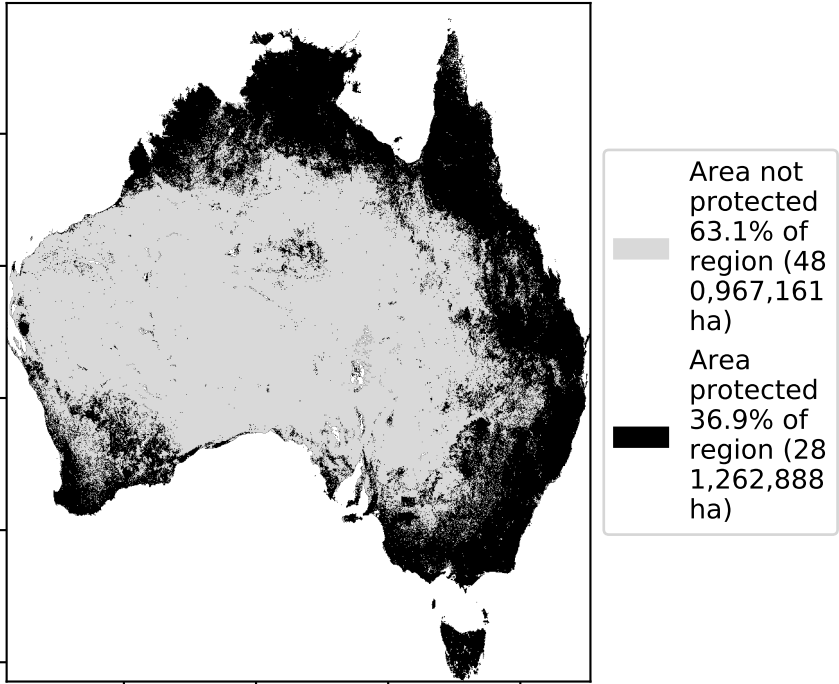 Area not
protected
63.1% of
region (48
0,967,161
ha)
Area
protected
36.9% of
region (28
1,262,888
ha)